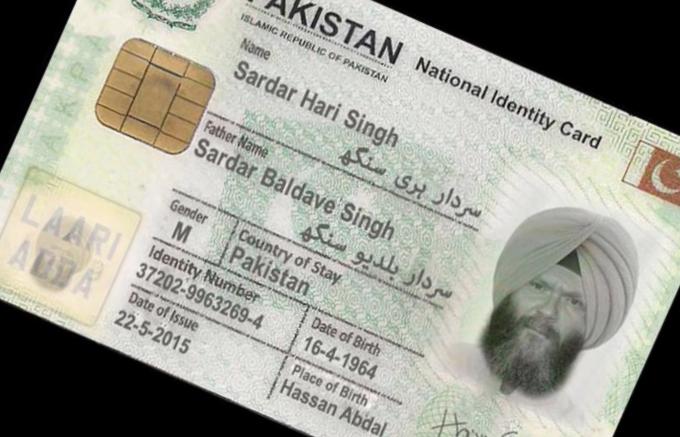 PAKISTAN National Identity Card
ISLAMIC REPUBLIC OF PAKISTAN
Name
Sardar Hari Singh
سردار ہری سنگھ
Father Name
Sardar Baldave Singh
سردار بلدیو سنگھ
Gender
M
Country of Stay
Pakistan
Identity Number
37202-9963269-4
Date of Birth
16-4-1964
Date of Issue
22-5-2015
Place of Birth
Hassan Abdal
LAARI
ADDA